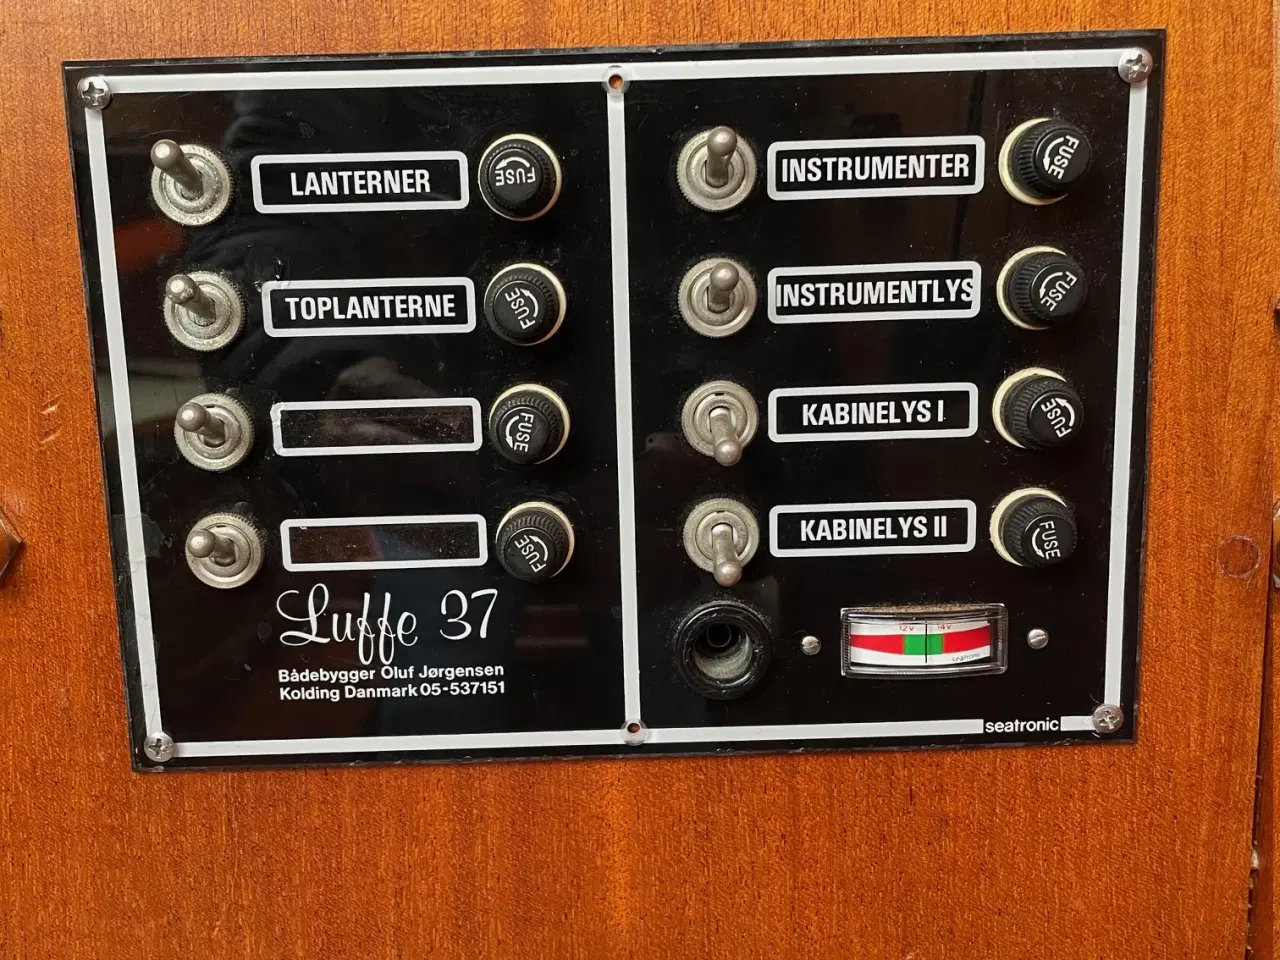 LANTERNER
FUSE
TOPLANTERNE
FUSE
FUSE
FUSE
Luffe 37
Bådebygger Oluf Jørgensen
Kolding Danmark 05-537151
INSTRUMENTER
FUSE
INSTRUMENTLYS
FUSE
KABINELYS I
FUSE
KABINELYS II
FUSE
12V 14V
seatronic
seatronic